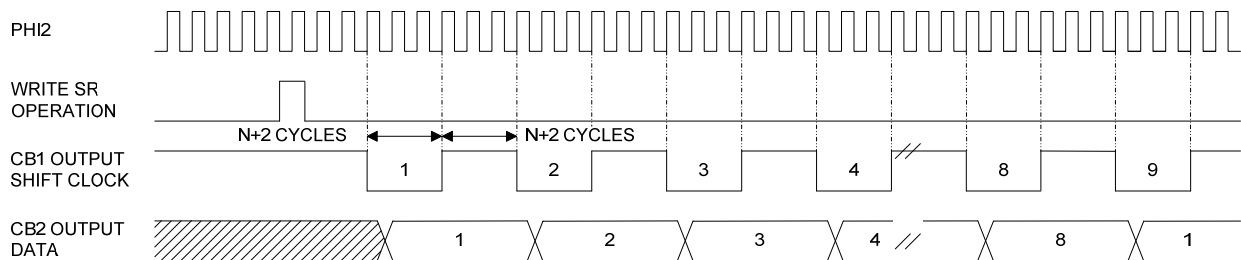 PHI2
WRITE SR
OPERATION
N+2 CYCLES N+2 CYCLES
CB1 OUTPUT
SHIFT CLOCK
1 2 3 4 8 9
CB2 OUTPUT
DATA
1 2 3 4 8 1